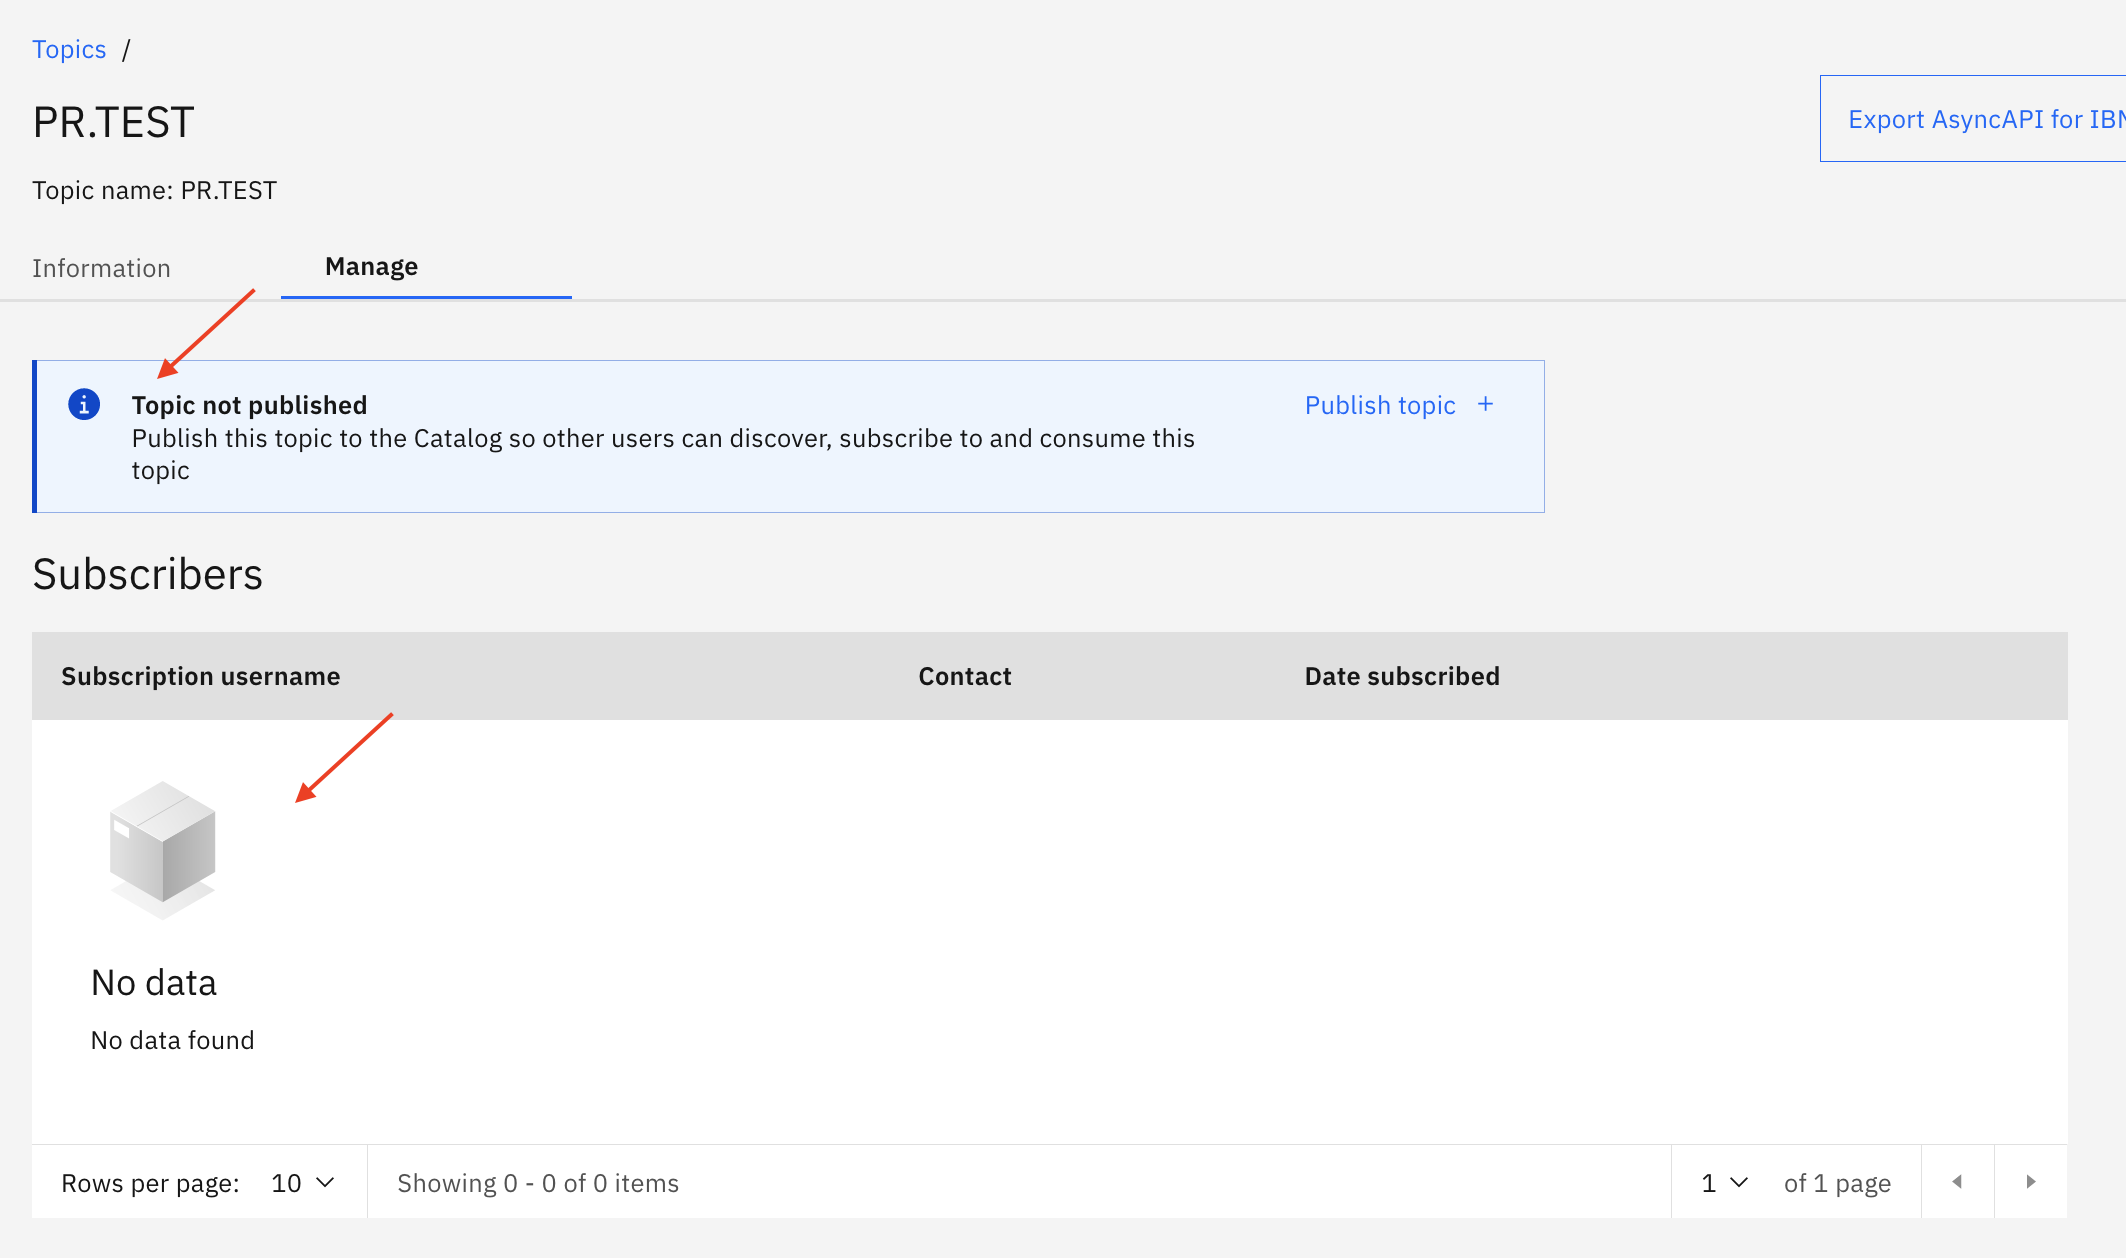 Topics /
PR.TEST
Export AsyncAPI for IBM
Topic name: PR.TEST
Information
Manage
Topic not published
Publish topic +
Publish this topic to the Catalog so other users can discover, subscribe to and consume this
topic
Subscribers
Subscription username
Contact
Date subscribed
No data
No data found
Rows per page: 10
Showing 0 - 0 of 0 items
1
of 1 page